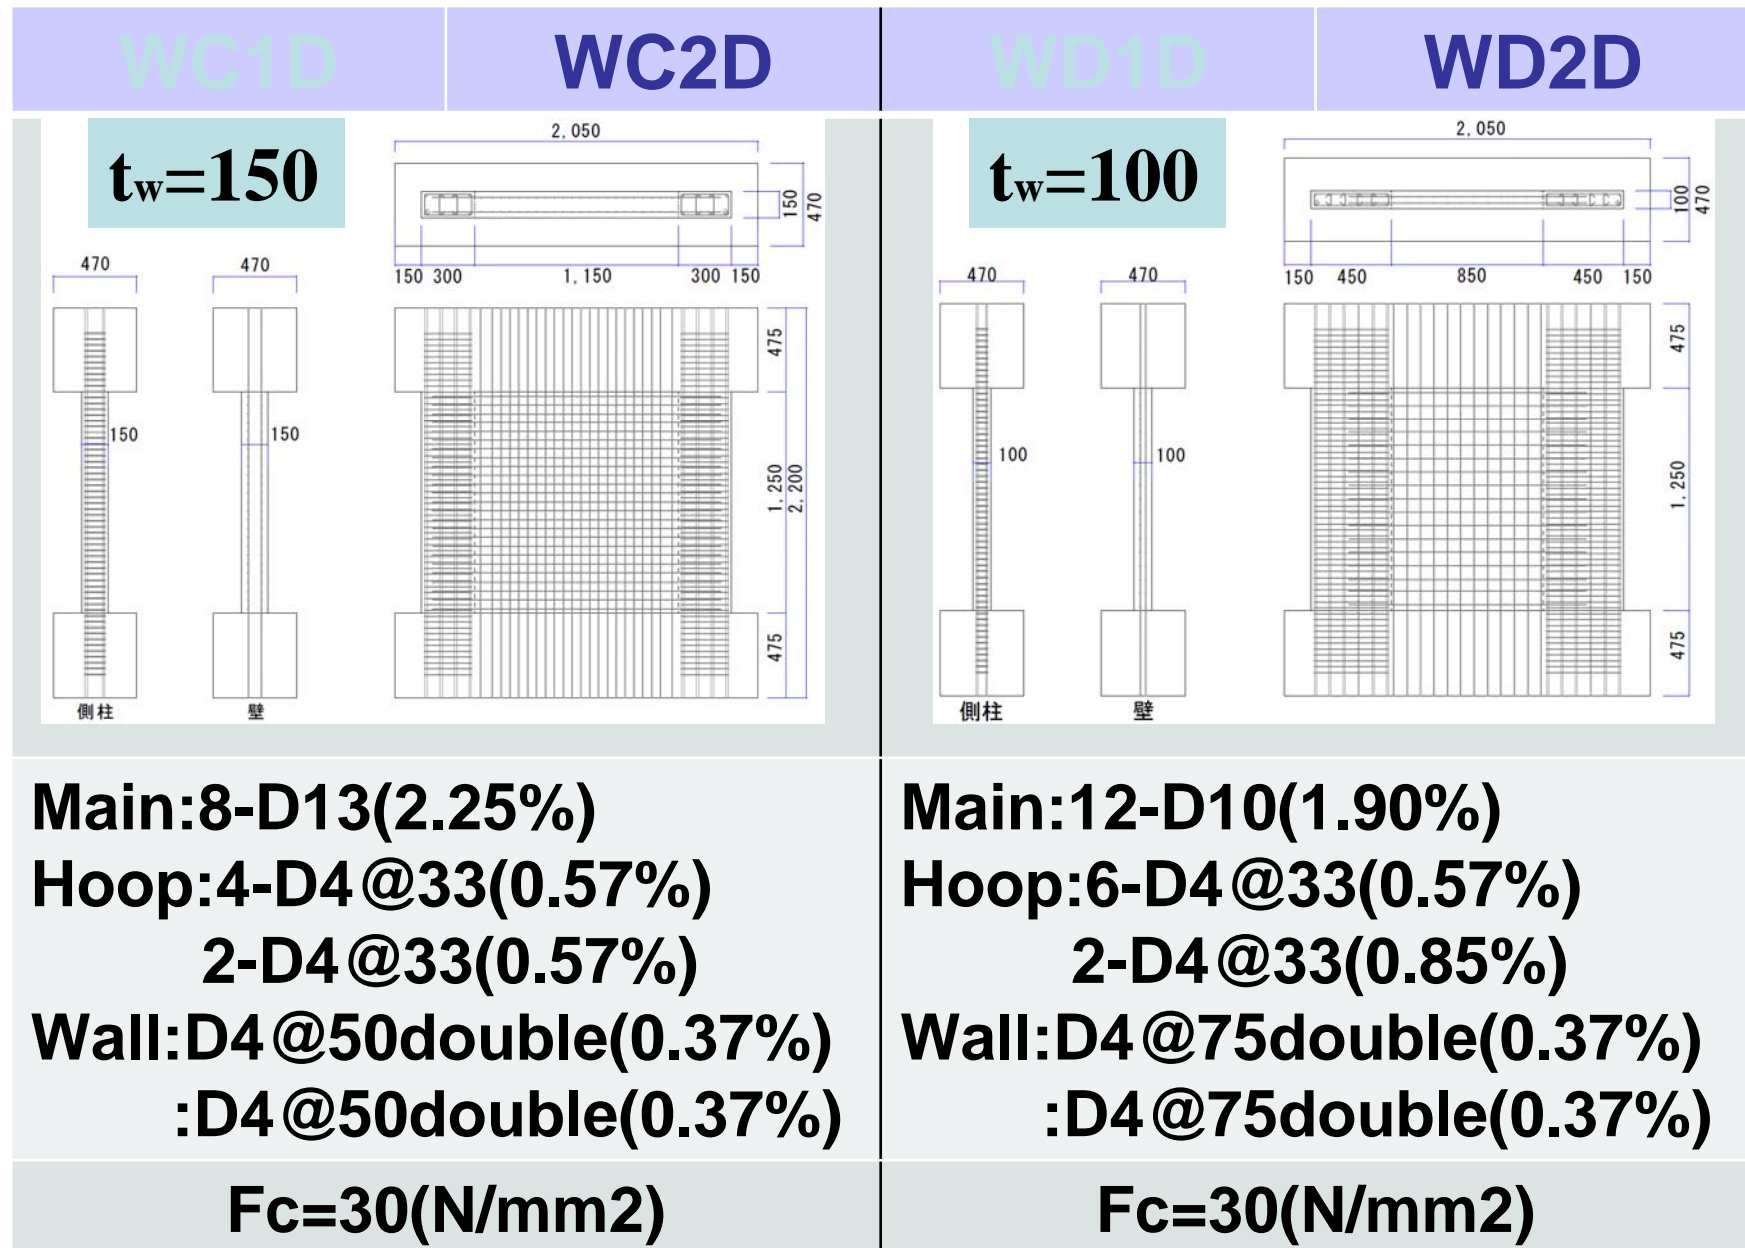 WC1D WC2D WD1D WD2D
tw=150
2,050
150
470
150 300 1,150 300 150
470 470
150
150
475
1,250
2,200
475
側柱 壁
tw=100
2,050
100
470
150 450 850 450 150
470 470
100
100
475
1,250
475
側柱 壁
Main:8-D13(2.25%)
Hoop:4-D4@33(0.57%)
2-D4@33(0.57%)
Wall:D4@50double(0.37%)
:D4@50double(0.37%)
Main:12-D10(1.90%)
Hoop:6-D4@33(0.57%)
2-D4@33(0.85%)
Wall:D4@75double(0.37%)
:D4@75double(0.37%)
Fc=30(N/mm2)
Fc=30(N/mm2)